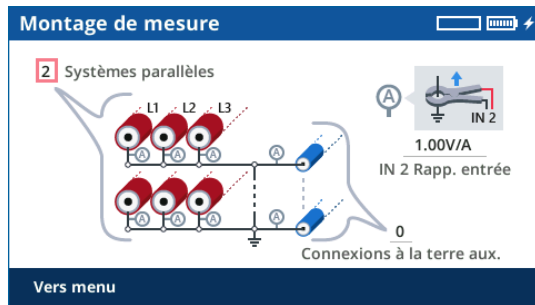 Montage de mesure
2 Systèmes parallèles
L1 L2 L3
A
IN 2
1.00V/A
IN 2 Rapp. entrée
A A A A
A A A A
0
Connexions à la terre aux.
Vers menu